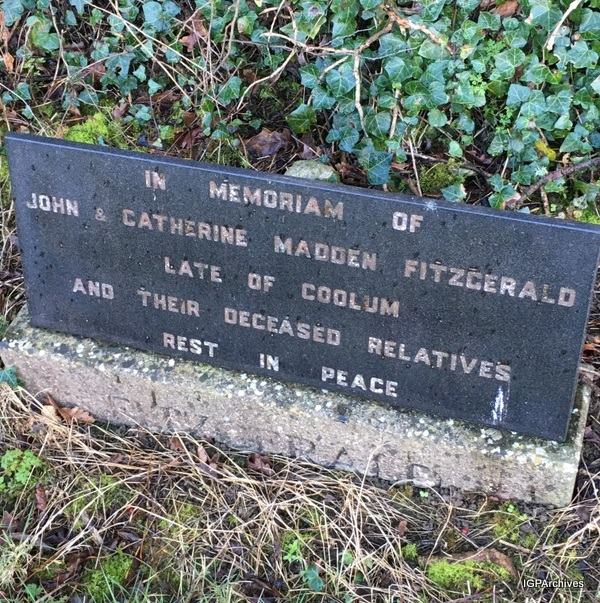 IN MEMORIAM OF
JOHN & CATHERINE MADDEN FITZGERALD
LATE OF COOLUM
AND THEIR DECEASED RELATIVES
REST IN PEACE
IGPArchives